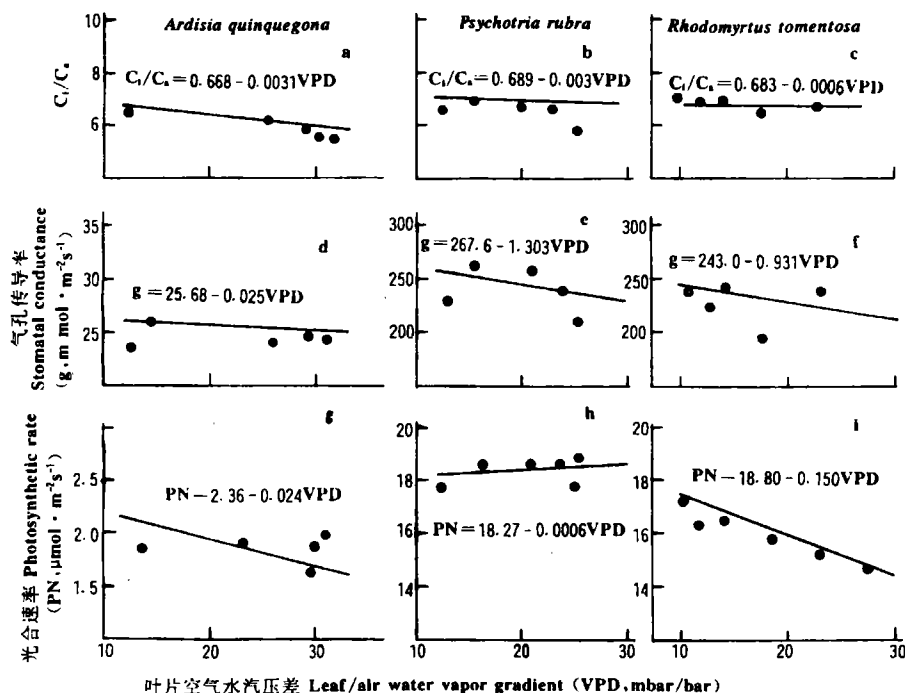 Ardisia quinquegona
Psychotria rubra
Rhodomyrtus tomentosa
10
8
6
C₁/Cₐ
a
C₁/Cₐ=0.668-0.0031VPD
b
C₁/Cₐ=0.689-0.003VPD
c
C₁/Cₐ=0.683-0.0006VPD
气孔传导率
Stomatal conductance
(g,m mol·m⁻²s⁻¹)
35
30
25
d
g=25.68-0.025VPD
300
250
200
e
g=267.6-1.303VPD
300
250
200
f
g=243.0-0.931VPD
光合速率 Photosynthetic rate
(PN,μmol·m⁻²s⁻¹)
2.5
2.0
1.5
g
PN-2.36-0.024VPD
20
18
16
14
h
PN=18.27-0.0006VPD
20
18
16
14
i
PN-18.80-0.150VPD
10
20
30
10
20
30
10
20
30
叶片空气水汽压差 Leaf/air water vapor gradient (VPD,mbar/bar)